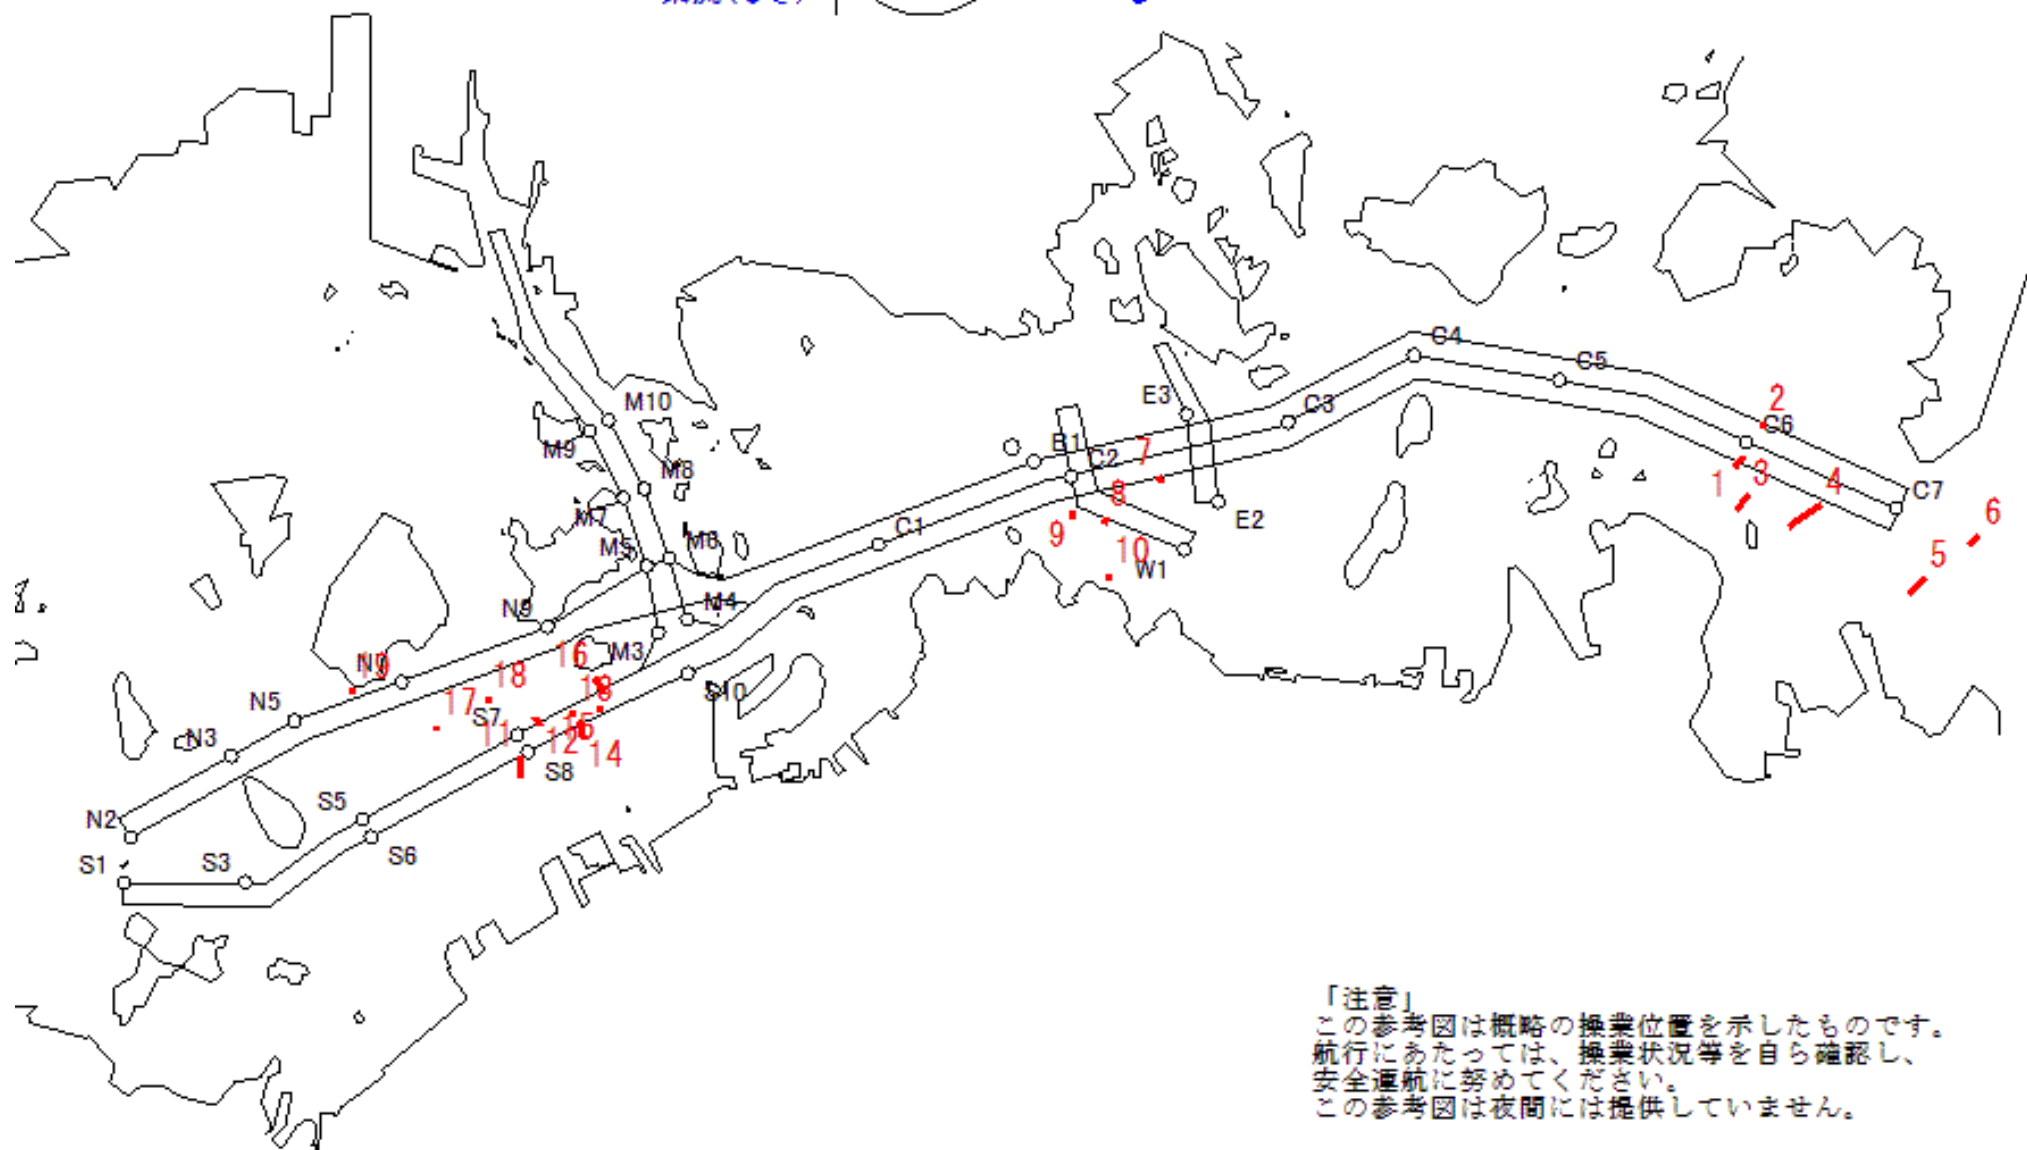 C4
C5
2
C6
E3
C3
M10
B1
7
C2
M9
M8
1
3
4
C7
8
E2
6
M7
C1
9
10
5
M5
M6
W1
N9
M4
16
M3
18
17
S10
N5
S7
11
15
12
14
N3
S8
S5
N2
S6
S1
S3
「注意」
この参考図は概略の操業位置を示したものです。
航行にあたっては、操業状況等を自ら確認し、
安全運航に努めてください。
この参考図は夜間には提供していません。